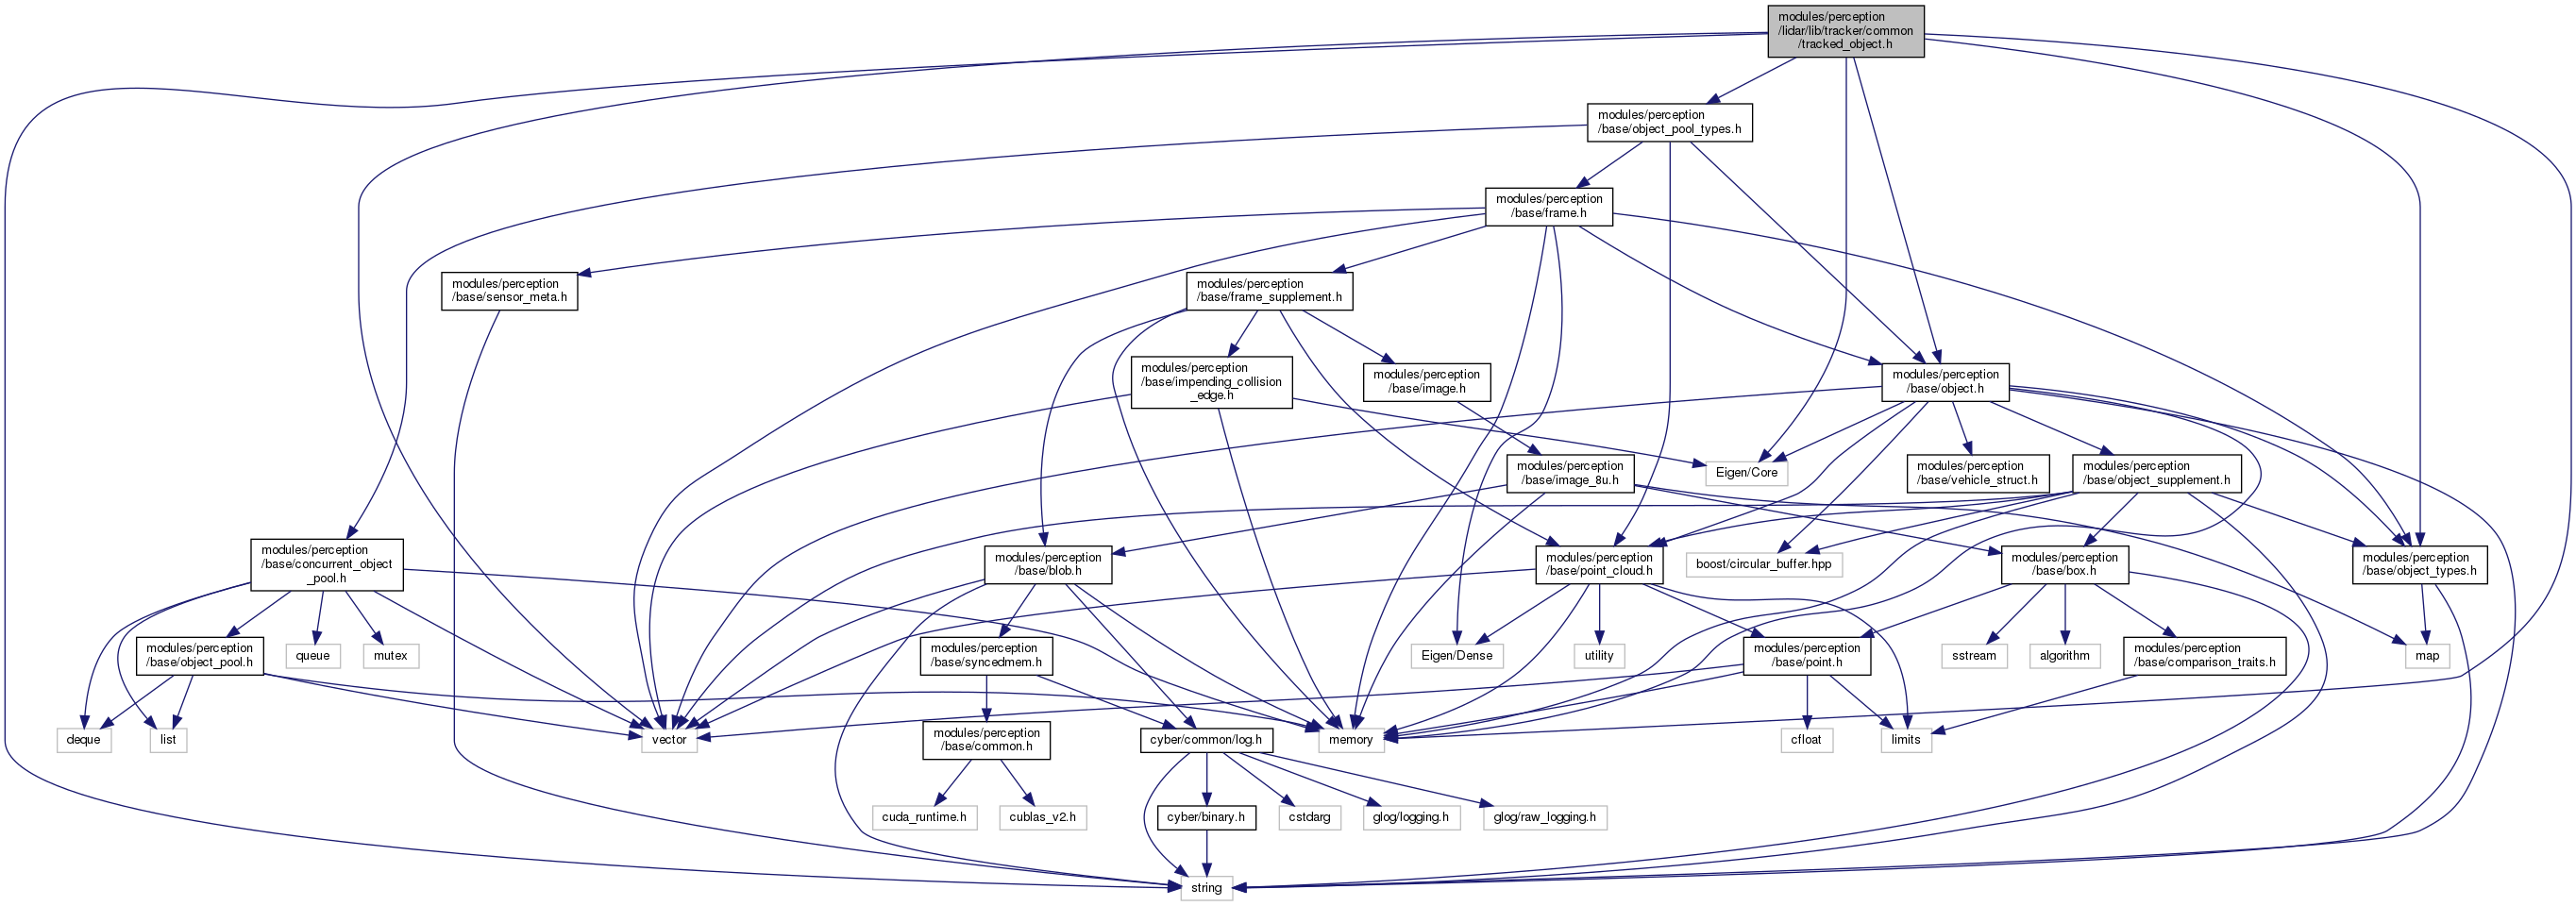 modules/perception
/lidar/lib/tracker/common
/tracked_object.h
modules/perception
/base/object_pool_types.h
modules/perception
/base/frame.h
modules/perception
/base/sensor_meta.h
modules/perception
/base/frame_supplement.h
modules/perception
/base/impending_collision
_edge.h
modules/perception
/base/image.h
modules/perception
/base/object.h
modules/perception
/base/image_8u.h
Eigen/Core
modules/perception
/base/vehicle_struct.h
modules/perception
/base/object_supplement.h
modules/perception
/base/concurrent_object
_pool.h
modules/perception
/base/blob.h
modules/perception
/base/point_cloud.h
boost/circular_buffer.hpp
modules/perception
/base/box.h
modules/perception
/base/object_types.h
modules/perception
/base/object_pool.h
queue
mutex
modules/perception
/base/syncedmem.h
Eigen/Dense
utility
modules/perception
/base/point.h
sstream
algorithm
modules/perception
/base/comparison_traits.h
map
deque
list
vector
modules/perception
/base/common.h
cyber/common/log.h
memory
cfloat
limits
cuda_runtime.h
cublas_v2.h
cyber/binary.h
cstdarg
glog/logging.h
glog/raw_logging.h
string